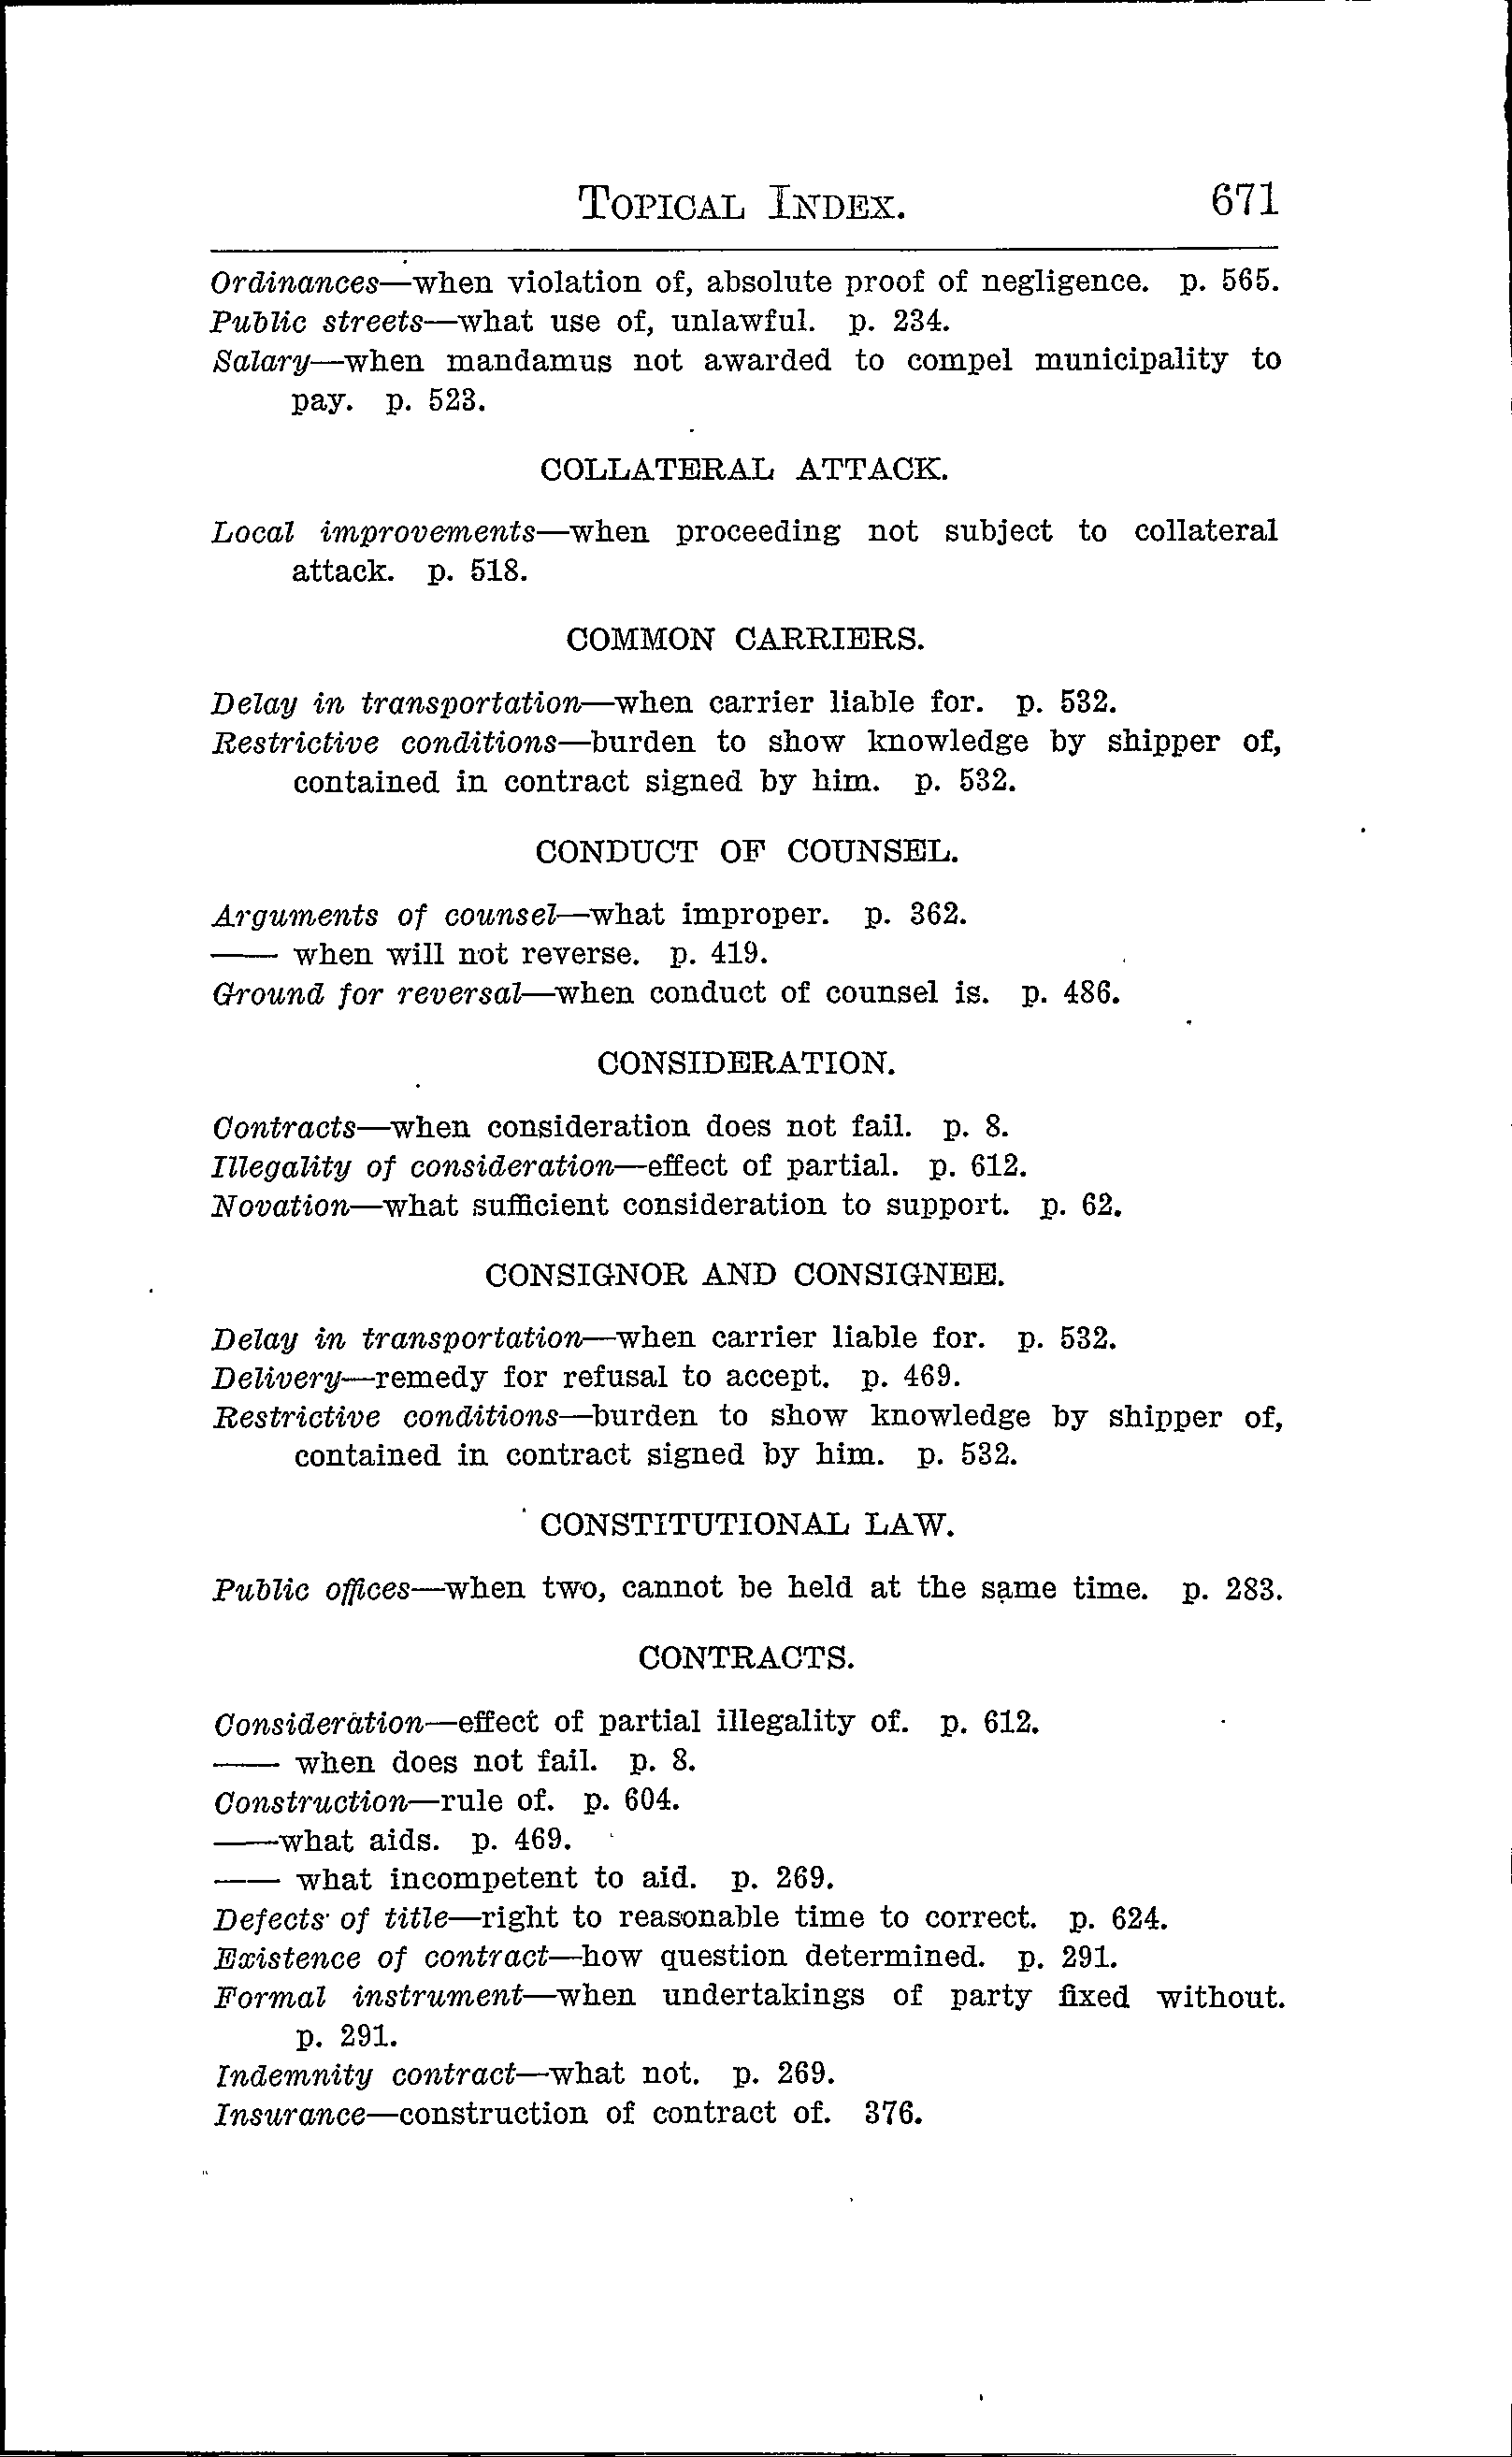 TOPICAL INDEX. 671
Ordinances—when violation of, absolute proof of negligence. p. 565.
Public streets—what use of, unlawful. p. 234.
Salary—when mandamus not awarded to compel municipality to
pay. p. 523.
COLLATERAL ATTACK.
Local improvements—when proceeding not subject to collateral
attack. p. 518.
COMMON CARRIERS.
Delay in transportation—when carrier liable for. p. 532.
Restrictive conditions—burden to show knowledge by shipper of,
contained in contract signed by him. p. 532.
CONDUCT OF COUNSEL.
Arguments of counsel—what improper. p. 362.
—— when will not reverse. p. 419.
Ground for reversal—when conduct of counsel is. p. 486.
CONSIDERATION.
Contracts—when consideration does not fail. p. 8.
Illegality of consideration—effect of partial. p. 612.
Novation—what sufficient consideration to support. p. 62.
CONSIGNOR AND CONSIGNEE.
Delay in transportation—when carrier liable for. p. 532.
Delivery—remedy for refusal to accept. p. 469.
Restrictive conditions—burden to show knowledge by shipper of,
contained in contract signed by him. p. 532.
CONSTITUTIONAL LAW.
Public offices—when two, cannot be held at the same time. p. 283.
CONTRACTS.
Consideration—effect of partial illegality of. p. 612.
—— when does not fail. p. 8.
Construction—rule of. p. 604.
——what aids. p. 469.
—— what incompetent to aid. p. 269.
Defects of title—right to reasonable time to correct. p. 624.
Existence of contract—how question determined. p. 291.
Formal instrument—when undertakings of party fixed without.
p. 291.
Indemnity contract—what not. p. 269.
Insurance—construction of contract of. 376.